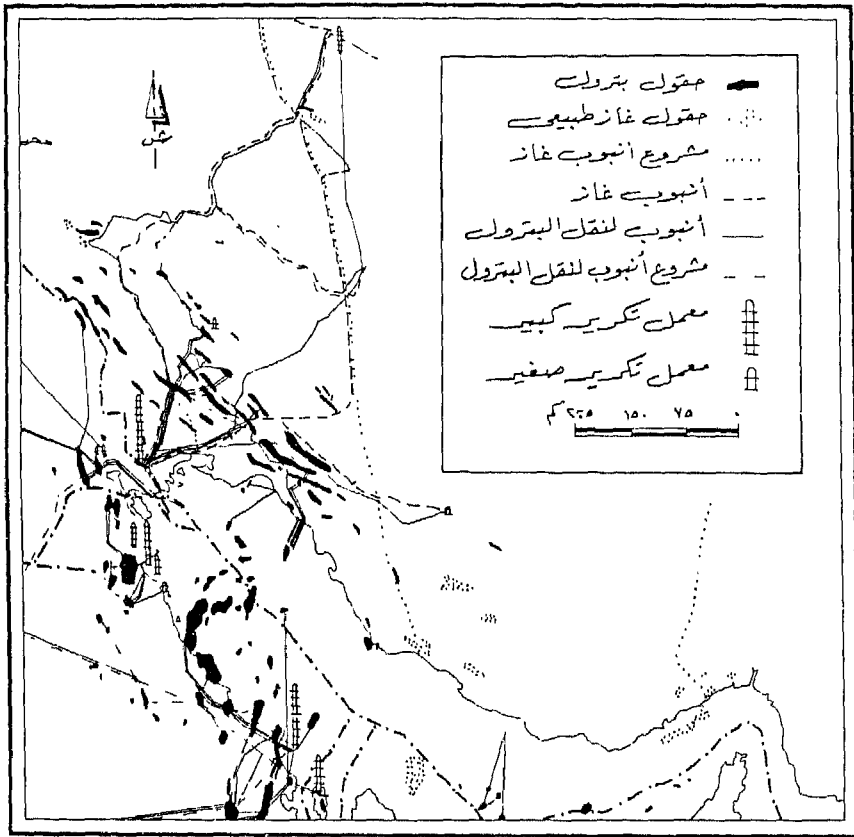 حقول بترول
حقول غاز طبيعى
مشروع أنبوب غاز
أنبوب غاز
أنبوب لنقل البترول
مشروع أنبوب لنقل البترول
معمل تكرير كبير
معمل تكرير صغير
٠ ٧٥ ١٥٠ ٢٢٥ كم
ش